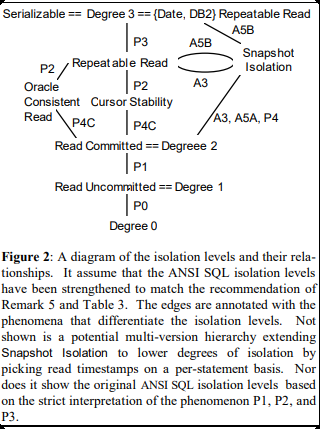 Serializable == Degree 3 == {Date, DB2} Repeatable Read
P3
A5B
A5B
Snapshot
Isolation
P2
Repeatable Read
A3
Oracle
Consistent
Read
P2
Cursor Stability
P4C
P4C
A3, A5A, P4
Read Committed == Degreee 2
P1
Read Uncommitted == Degree 1
P0
Degree 0
Figure 2: A diagram of the isolation levels and their rela-
tionships. It assume that the ANSI SQL isolation levels
have been strengthened to match the recommendation of
Remark 5 and Table 3. The edges are annotated with the
phenomena that differentiate the isolation levels. Not
shown is a potential multi-version hierarchy extending
Snapshot Isolation to lower degrees of isolation by
picking read timestamps on a per-statement basis. Nor
does it show the original ANSI SQL isolation levels based
on the strict interpretation of the phenomenon P1, P2, and
P3.